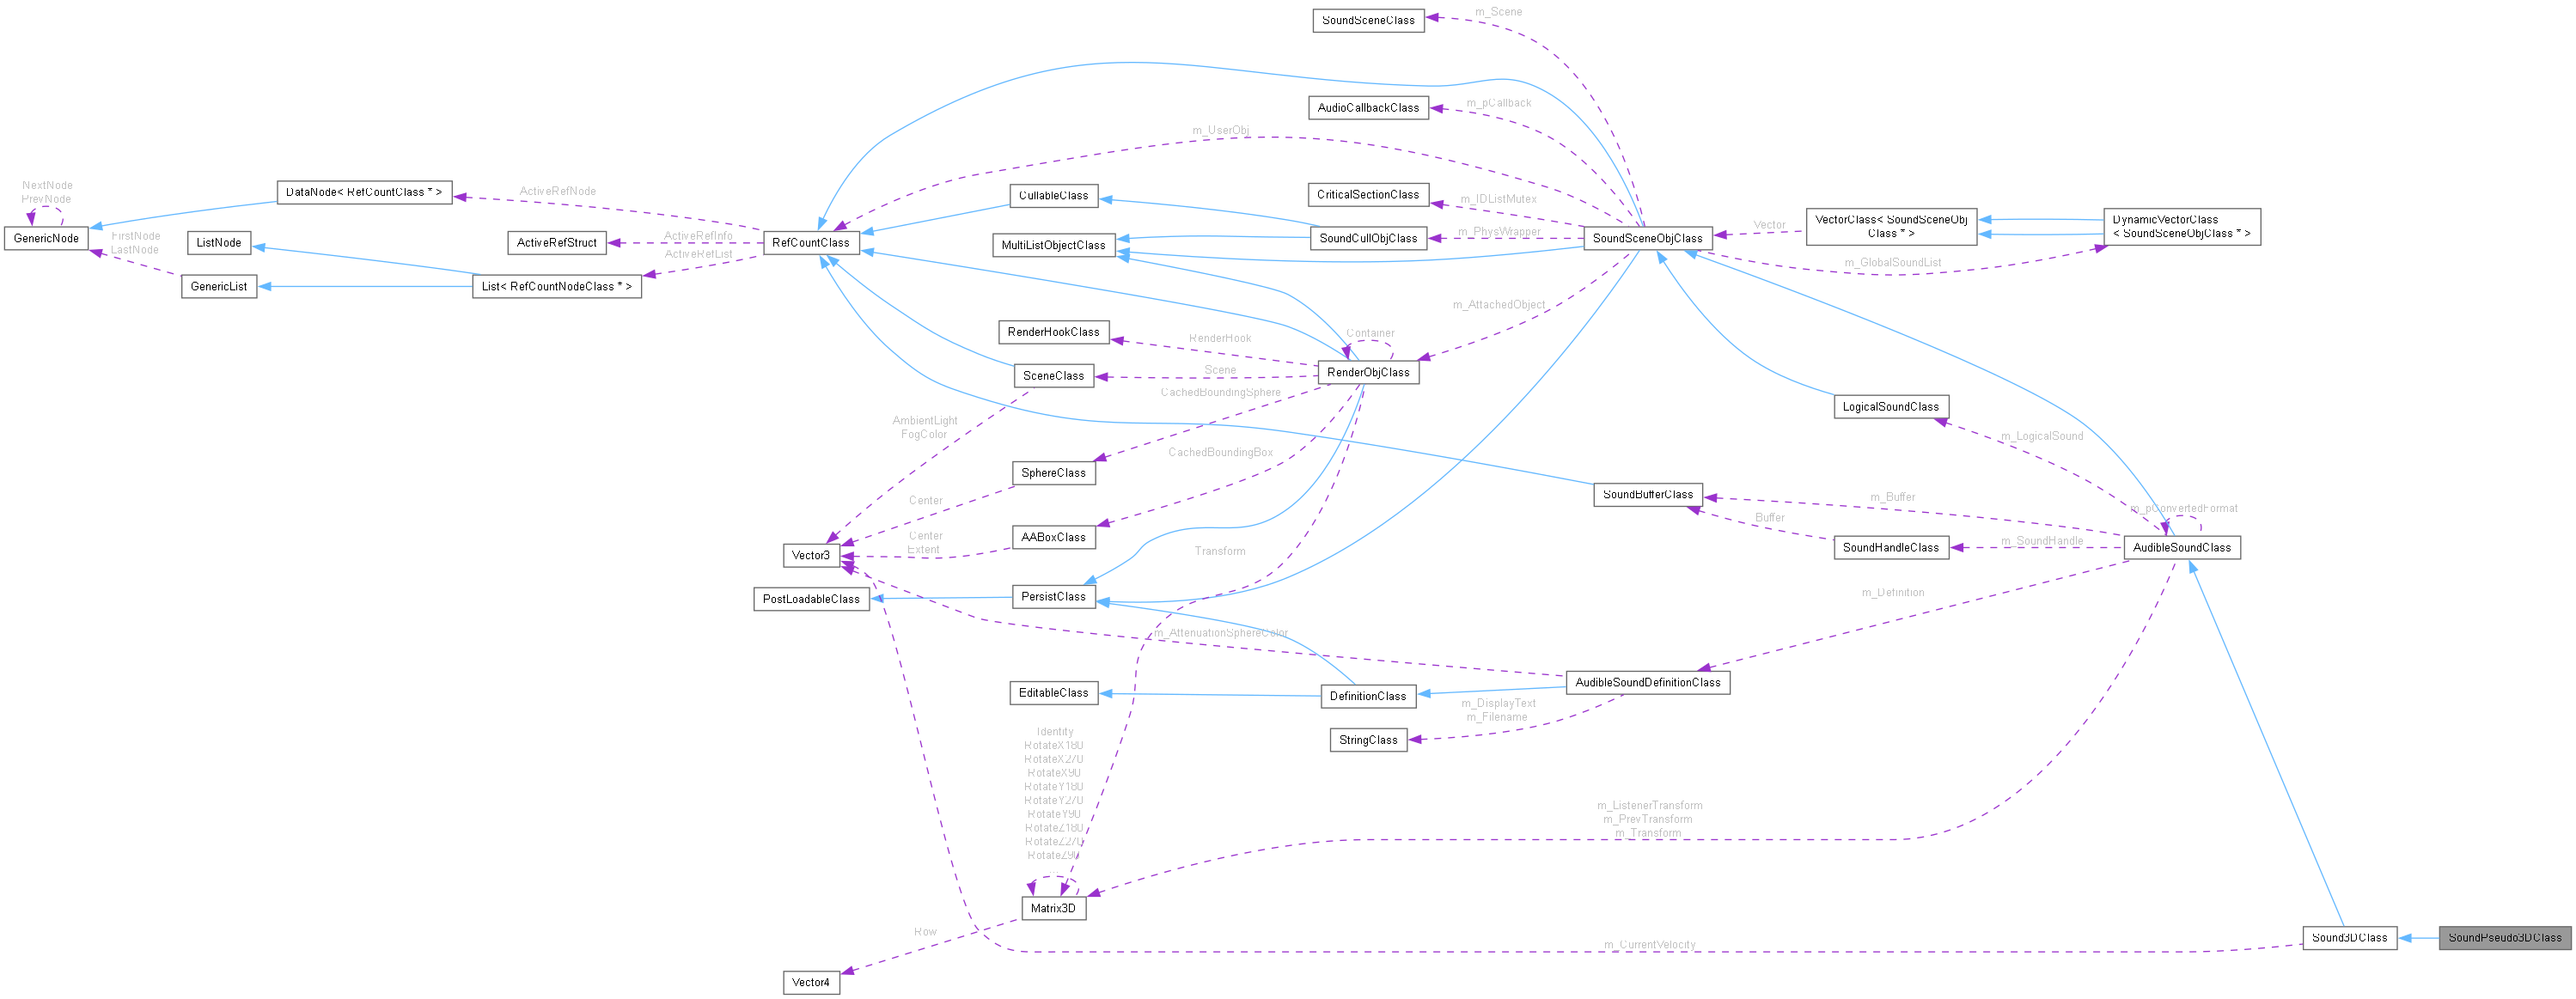 SoundSceneClass
m_Scene
AudioCallbackClass
m_pCallback
m_UserObj
NextNode
PrevNode
DataNode< RefCountClass * >
ActiveRefNode
CullableClass
CriticalSectionClass
m_IDListMutex
GenericNode
FirstNode
LastNode
ListNode
ActiveRefStruct
ActiveRefInfo
ActiveRefList
RefCountClass
MultiListObjectClass
SoundCullObjClass
m_PhysWrapper
SoundSceneObjClass
Vector
VectorClass< SoundSceneObj
Class * >
DynamicVectorClass
< SoundSceneObjClass * >
m_GlobalSoundList
GenericList
List< RefCountNodeClass * >
m_AttachedObject
RenderHookClass
RenderHook
Container
SceneClass
Scene
RenderObjClass
CachedBoundingSphere
LogicalSoundClass
AmbientLight
FogColor
m_LogicalSound
CachedBoundingBox
SphereClass
Center
SoundBufferClass
m_Buffer
m_pConvertedFormat
Buffer
AABoxClass
Center
Extent
Vector3
Transform
SoundHandleClass
m_SoundHandle
AudibleSoundClass
PostLoadableClass
PersistClass
m_Definition
m_AttenuationSphereColor
EditableClass
DefinitionClass
AudibleSoundDefinitionClass
m_DisplayText
m_Filename
StringClass
Identity
RotateX180
RotateX270
RotateX90
RotateY180
RotateY270
RotateY90
RotateZ180
RotateZ270
RotateZ90
...
m_ListenerTransform
m_PrevTransform
m_Transform
Matrix3D
Row
m_CurrentVelocity
Sound3DClass
SoundPseudo3DClass
Vector4